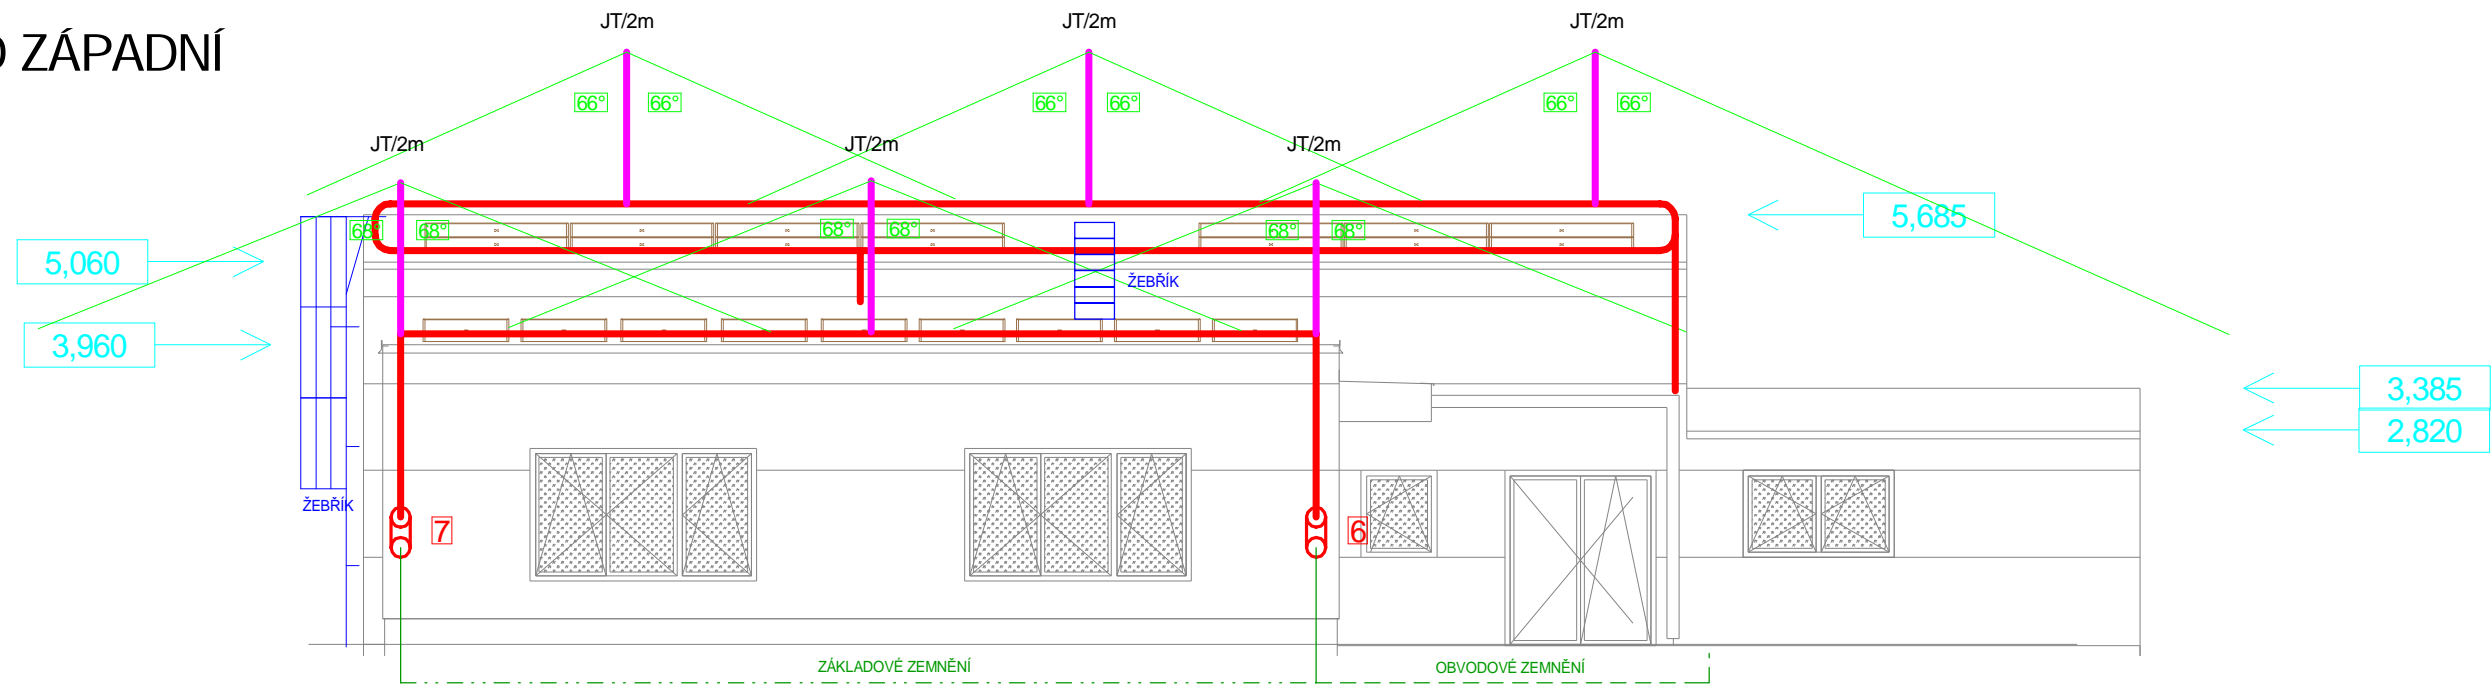 JT/2m JT/2m JT/2m
ZÁPADNÍ
66° 66° 66° 66° 66° 66°
JT/2m JT/2m JT/2m
5,685
68° 68° 68° 68° 68° 68°
5,060
ŽEBŘÍK
3,960
3,385
2,820
ŽEBŘÍK
7 6
ZÁKLADOVÉ ZEMNĚNÍ OBVODOVÉ ZEMNĚNÍ